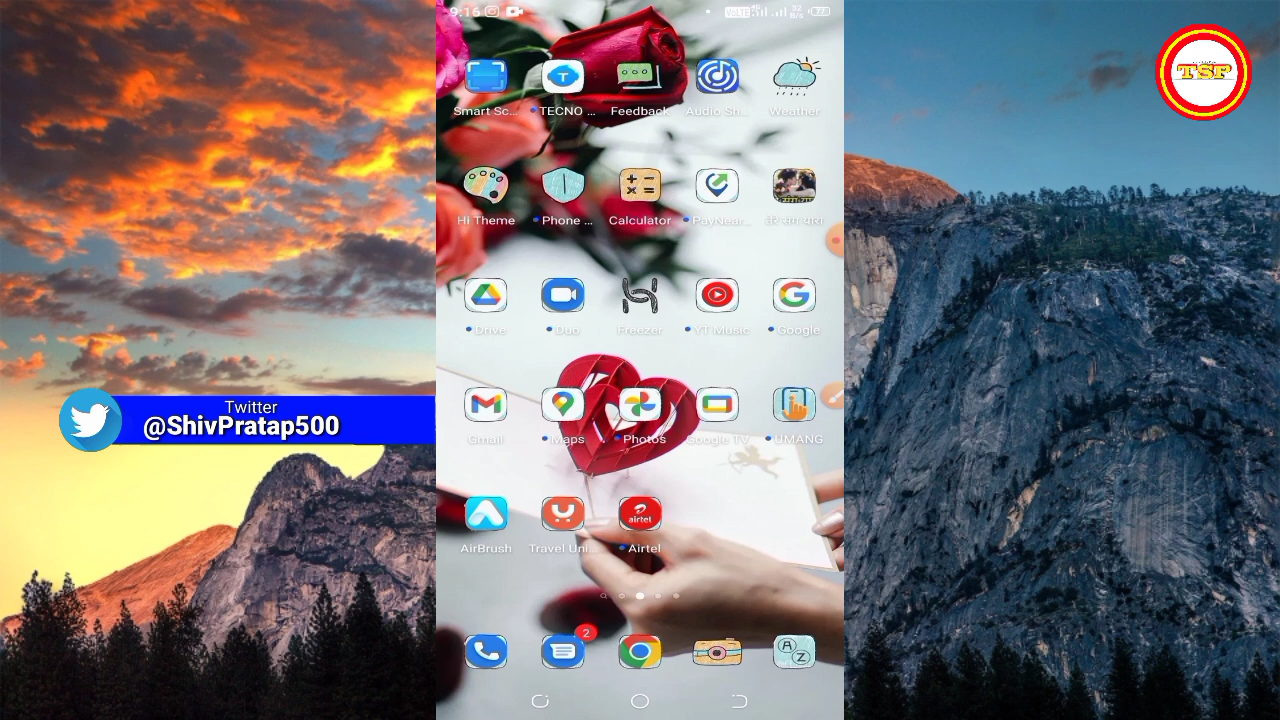 9:16
77
TSP
Smart Sc...
TECNO ...
Feedback
Audio Sh...
Weather
Hi Theme
Phone ...
Calculator
PayNear...
Drive
Duo
Freezer
YT Music
Google
Twitter
@ShivPratap500
Gmail
Maps
Photos
Google TV
UMANG
airtel
AirBrush
Travel Uni...
Airtel
2
A
Z